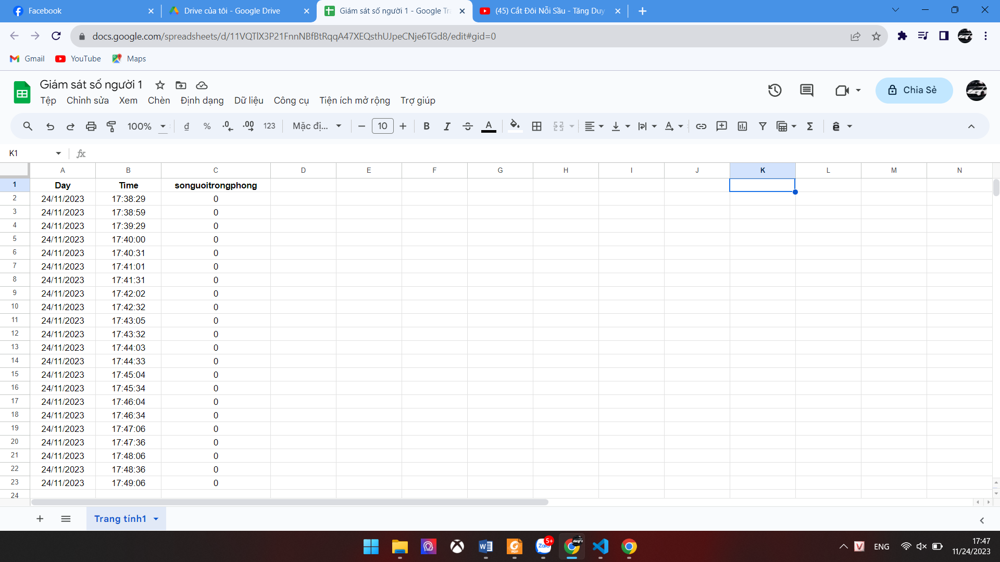 Facebook
Drive của tôi - Google Drive
Giám sát số người 1 - Google Tra
(45) Cắt Đôi Nỗi Sầu - Tăng Duy
docs.google.com/spreadsheets/d/11VQTlX3P21FnnNBfBtRqqA47XEQsthUJpeCNje6TGd8/edit#gid=0
Gmail
YouTube
Maps
Giám sát số người 1
Tệp Chỉnh sửa Xem Chèn Định dạng Dữ liệu Công cụ Tiện ích mở rộng Trợ giúp
Chia Sẻ
100% đ % .0 .00 123 Mặc đị... 10 B I A
K1 fx
A B C D E F G H I J K L M N
1 Day Time songuoitrongphong
2 24/11/2023 17:38:29 0
3 24/11/2023 17:38:59 0
4 24/11/2023 17:39:29 0
5 24/11/2023 17:40:00 0
6 24/11/2023 17:40:31 0
7 24/11/2023 17:41:01 0
8 24/11/2023 17:41:31 0
9 24/11/2023 17:42:02 0
10 24/11/2023 17:42:32 0
11 24/11/2023 17:43:05 0
12 24/11/2023 17:43:32 0
13 24/11/2023 17:44:03 0
14 24/11/2023 17:44:33 0
15 24/11/2023 17:45:04 0
16 24/11/2023 17:45:34 0
17 24/11/2023 17:46:04 0
18 24/11/2023 17:46:34 0
19 24/11/2023 17:47:06 0
20 24/11/2023 17:47:36 0
21 24/11/2023 17:48:06 0
22 24/11/2023 17:48:36 0
23 24/11/2023 17:49:06 0
24
Trang tính1
Zalo
5+
PDF
ENG
17:47
11/24/2023